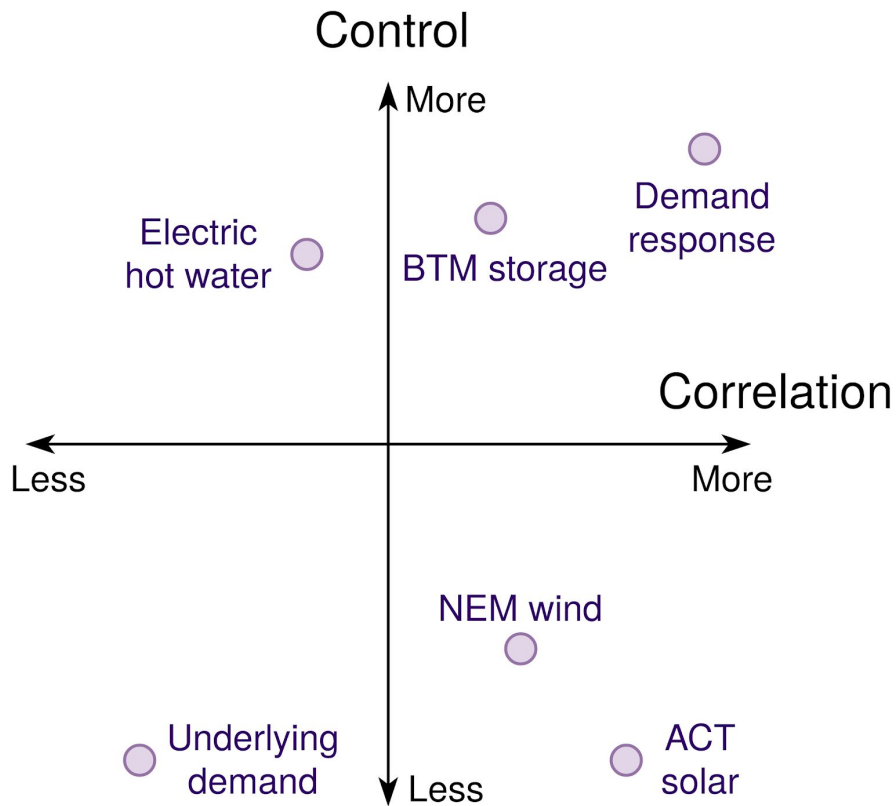 Control
More
Demand
response
Electric
hot water
BTM storage
Correlation
Less
More
NEM wind
Underlying
demand
ACT
solar
Less